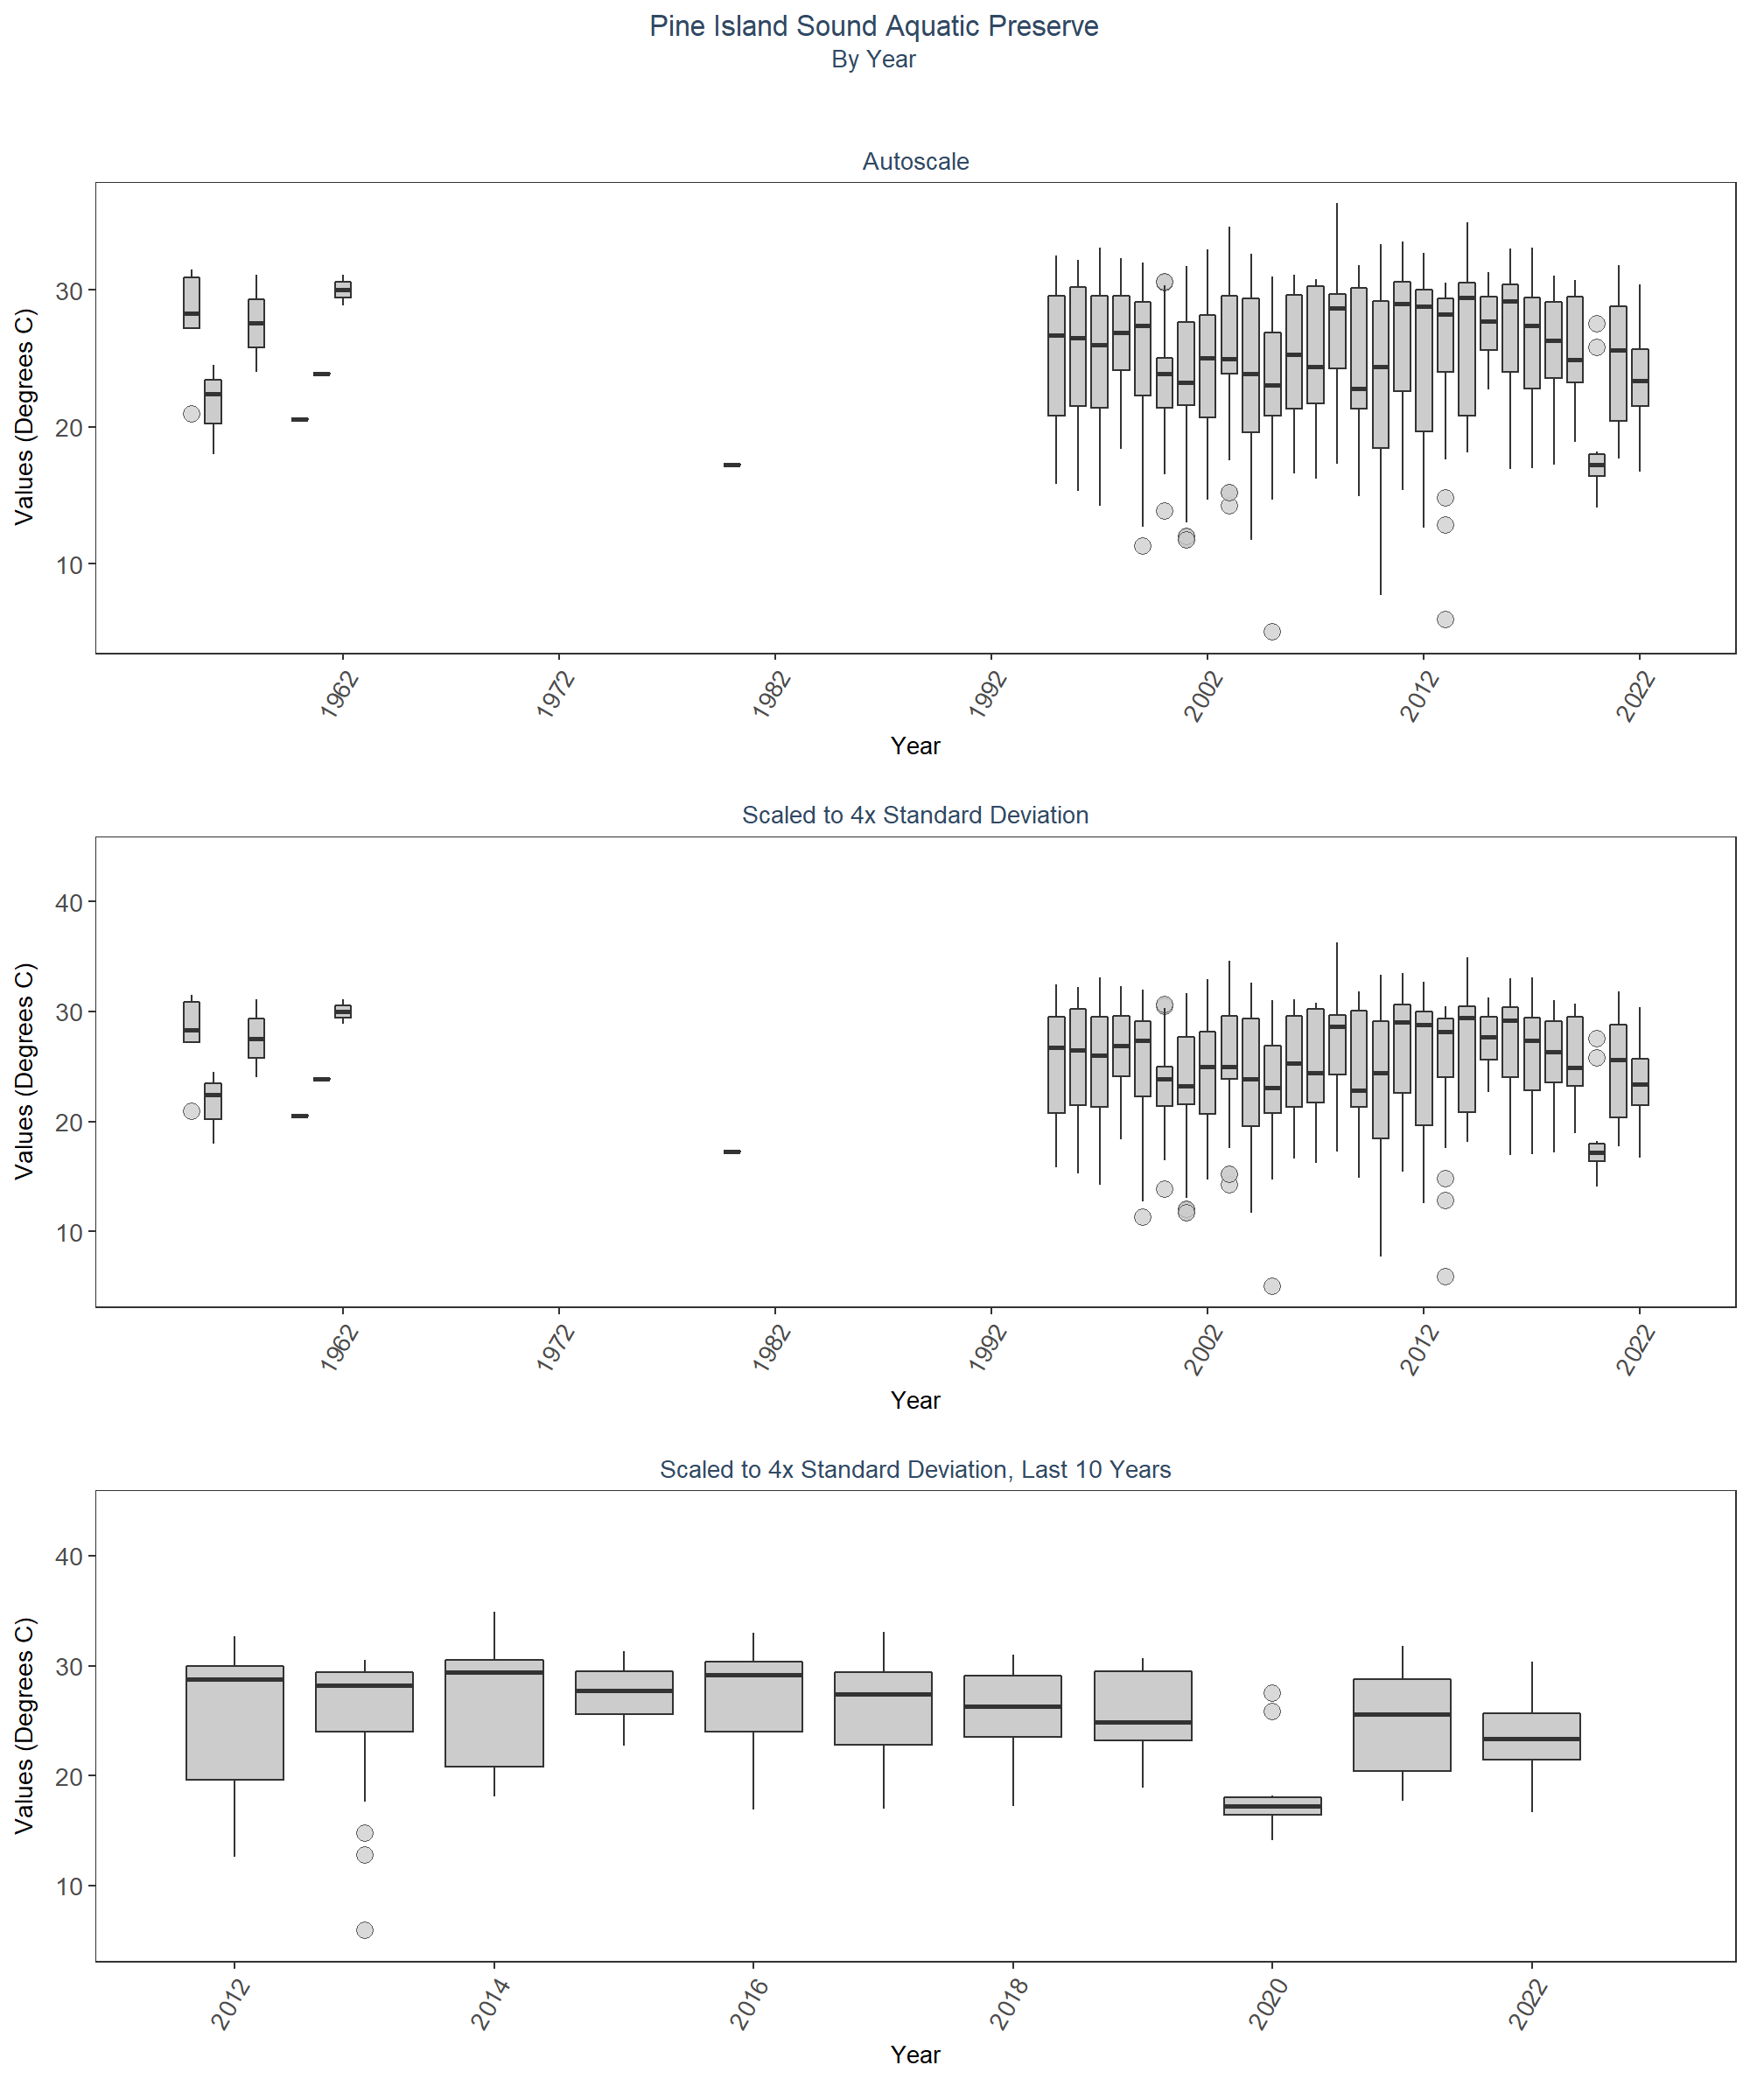 Pine Island Sound Aquatic Preserve
By Year
Autoscale
Values (Degrees C)
30
20
10
1962
1972
1982
1992
2002
2012
2022
Year
Scaled to 4x Standard Deviation
Values (Degrees C)
40
30
20
10
1962
1972
1982
1992
2002
2012
2022
Year
Scaled to 4x Standard Deviation, Last 10 Years
Values (Degrees C)
40
30
20
10
2012
2014
2016
2018
2020
2022
Year